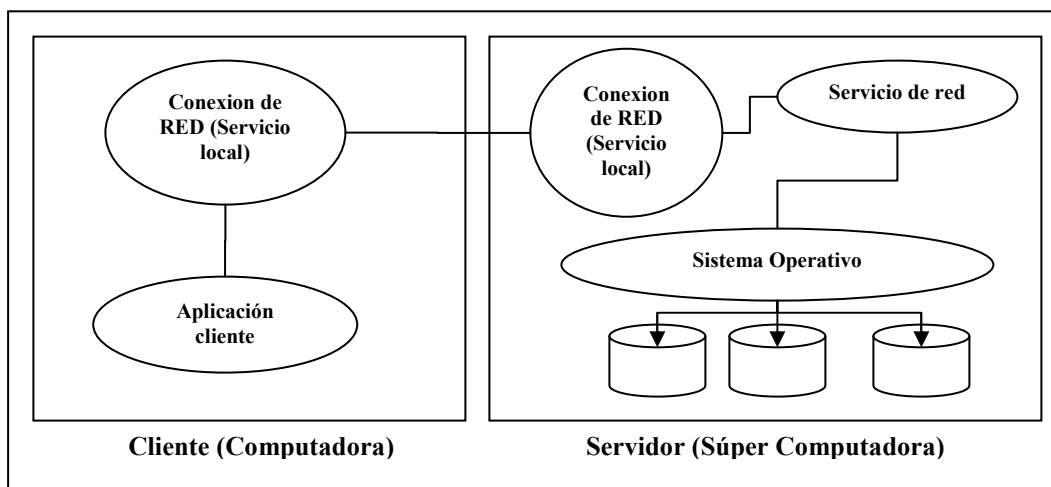 Conexion de
RED (Servicio
local)
Aplicación
cliente
Cliente (Computadora)
Conexion
de RED
(Servicio
local)
Servicio de red
Sistema Operativo
Servidor (Súper Computadora)